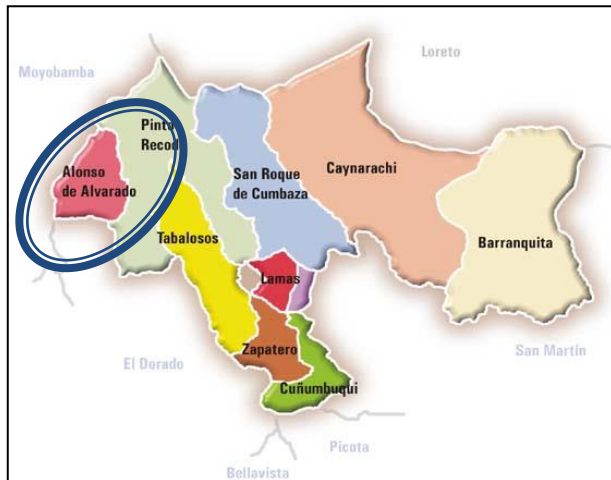 Loreto
Moyobamba
Pinto
Recod
Alonso
de Alvarado
San Roque
de Cumbaza
Caynarachi
Tabalosos
Barranquita
Lamas
Zapatero
El Dorado
San Martín
Cuñumbuqui
Picota
Bellavista